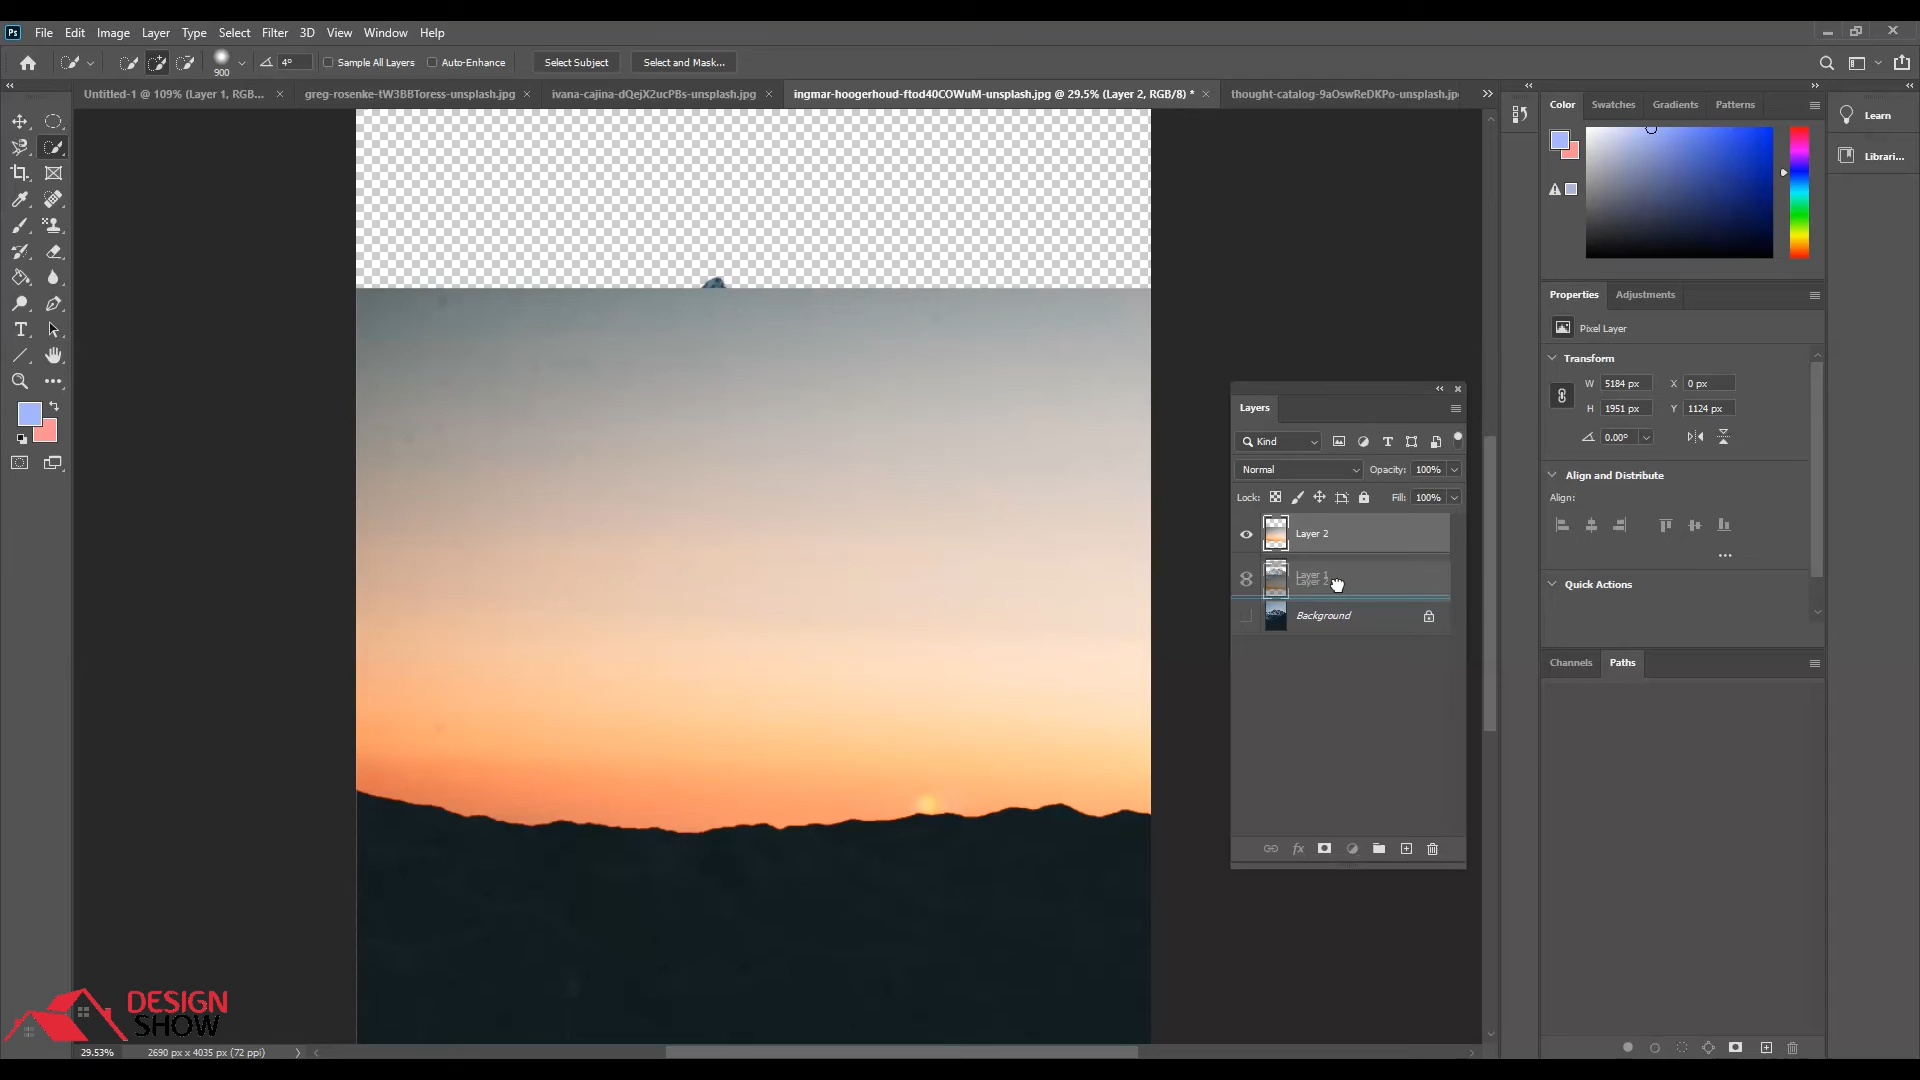 Ps File Edit Image Layer Type Select Filter 3D View Window Help
900 4° Sample All Layers Auto-Enhance Select Subject Select and Mask...
Untitled-1 @ 109% (Layer 1, RGB... × greg-rosenke-tW3BBToress-unsplash.jpg × ivana-cajina-dQejX2ucPBs-unsplash.jpg × ingmar-hoogerhoud-ftod40COWuM-unsplash.jpg @ 29.5% (Layer 2, RGB/8) * × thought-catalog-9aOswReDKPo-unsplash.jp
Color Swatches Gradients Patterns
Learn
Librari...
Properties Adjustments
Pixel Layer
Transform
W 5184 px X 0 px
H 1951 px Y 1124 px
0.00°
Align and Distribute
Align:
Quick Actions
Channels Paths
Layers
Kind
Normal Opacity: 100%
Lock: Fill: 100%
Layer 2
Layer 1
Layer 2
Background
DESIGN
SHOW
29.53% 2690 px x 4035 px (72 ppi)